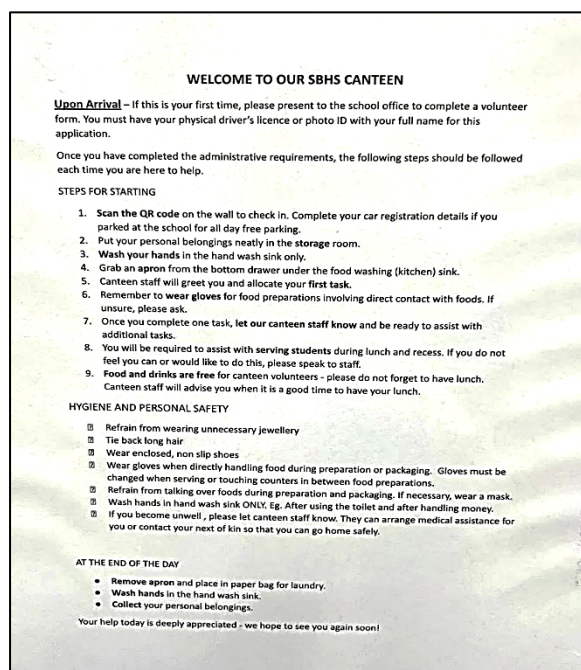 WELCOME TO OUR SBHS CANTEEN
Upon Arrival – If this is your first time, please present to the school office to complete a volunteer
form. You must have your physical driver's licence or photo ID with your full name for this
application.
Once you have completed the administrative requirements, the following steps should be followed
each time you are here to help.
STEPS FOR STARTING
1. Scan the QR code on the wall to check in. Complete your car registration details if you
parked at the school for all day free parking.
2. Put your personal belongings neatly in the storage room.
3. Wash your hands in the hand wash sink only.
4. Grab an apron from the bottom drawer under the food washing (kitchen) sink.
5. Canteen staff will greet you and allocate your first task.
6. Remember to wear gloves for food preparations involving direct contact with foods. If
unsure, please ask.
7. Once you complete one task, let our canteen staff know and be ready to assist with
additional tasks.
8. You will be required to assist with serving students during lunch and recess. If you do not
feel you can or would like to do this, please speak to staff.
9. Food and drinks are free for canteen volunteers - please do not forget to have lunch.
Canteen staff will advise you when it is a good time to have your lunch.
HYGIENE AND PERSONAL SAFETY
Refrain from wearing unnecessary jewellery
Tie back long hair
Wear enclosed, non slip shoes
Wear gloves when directly handling food during preparation or packaging. Gloves must be
changed when serving or touching counters in between food preparations.
Refrain from talking over foods during preparation and packaging. If necessary, wear a mask.
Wash hands in hand wash sink ONLY. Eg. After using the toilet and after handling money.
If you become unwell , please let canteen staff know. They can arrange medical assistance for
you or contact your next of kin so that you can go home safely.
AT THE END OF THE DAY
• Remove apron and place in paper bag for laundry.
• Wash hands in the hand wash sink.
• Collect your personal belongings.
Your help today is deeply appreciated - we hope to see you again soon!